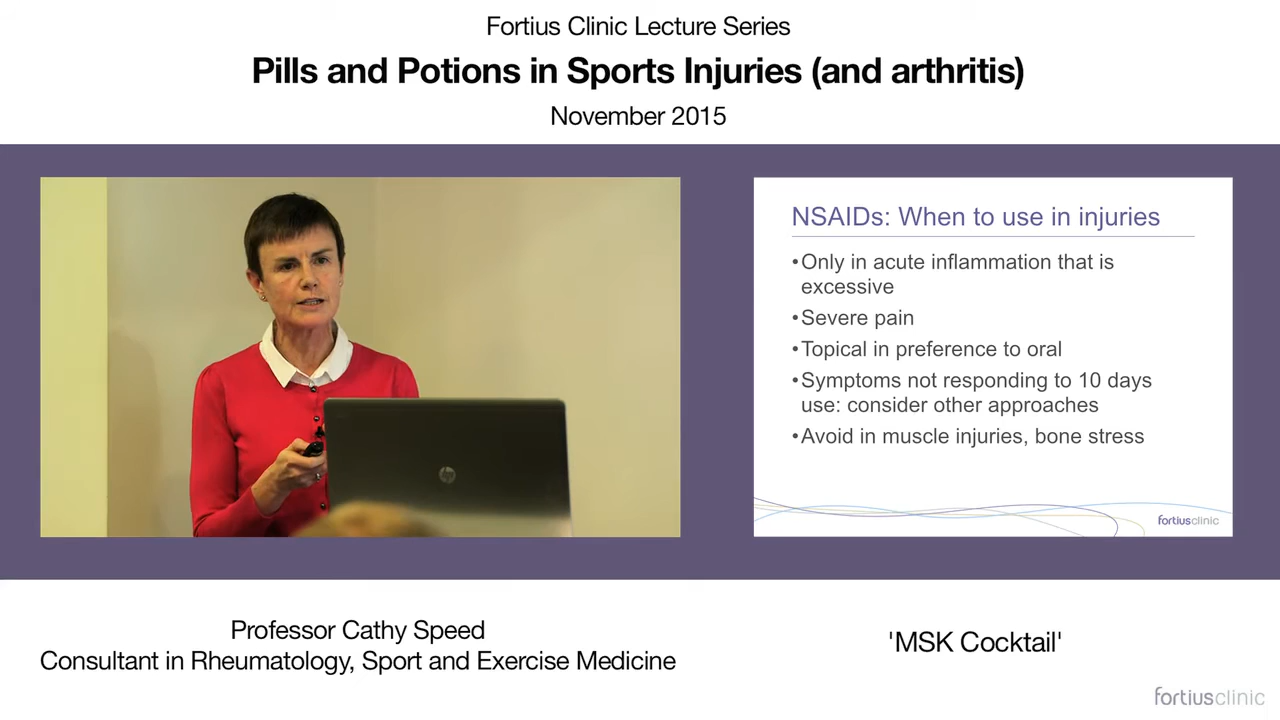 Fortius Clinic Lecture Series
Pills and Potions in Sports Injuries (and arthritis)
November 2015
hp
NSAIDs: When to use in injuries
•Only in acute inflammation that is
excessive
•Severe pain
•Topical in preference to oral
•Symptoms not responding to 10 days
use: consider other approaches
•Avoid in muscle injuries, bone stress
fortiusclinic
Professor Cathy Speed
Consultant in Rheumatology, Sport and Exercise Medicine
'MSK Cocktail'
fortiusclinic